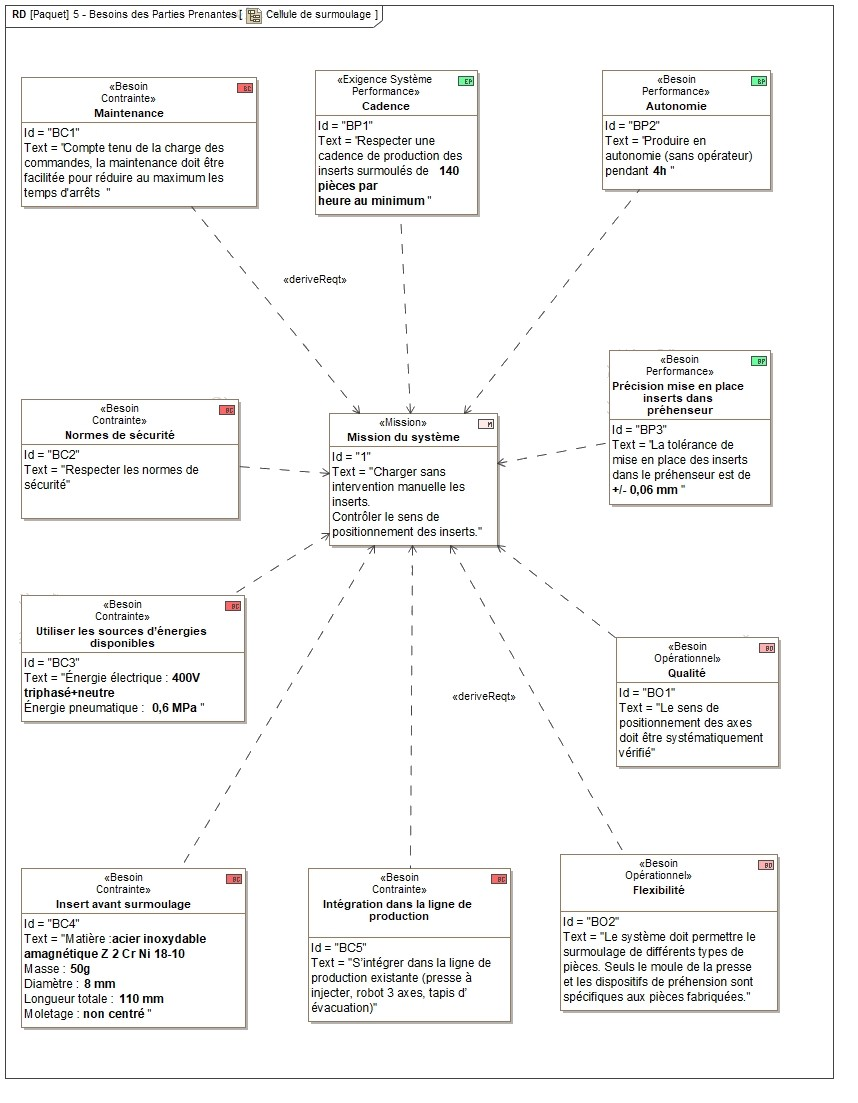 RD [Paquet] 5 - Besoins des Parties Prenantes[ Cellule de surmoulage ]
«Besoin
Contrainte»
BC
Maintenance
Id = "BC1"
Text = "Compte tenu de la charge des
commandes, la maintenance doit être
facilitée pour réduire au maximum les
temps d'arrêts "
«Exigence Système
Performance»
EP
Cadence
Id = "BP1"
Text = "Respecter une
cadence de production des
inserts surmoulés de 140
pièces par
heure au minimum "
«Besoin
Performance»
BP
Autonomie
Id = "BP2"
Text = "Produire en
autonomie (sans opérateur)
pendant 4h "
«deriveReqt»
«Besoin
Performance»
BP
Précision mise en place
inserts dans
préhenseur
Id = "BP3"
Text = "La tolérance de
mise en place des inserts
dans le préhenseur est de
+/- 0,06 mm "
«Besoin
Contrainte»
BC
Normes de sécurité
Id = "BC2"
Text = "Respecter les normes de
sécurité"
«Mission»
M
Mission du système
Id = "1"
Text = "Charger sans
intervention manuelle les
inserts.
Contrôler le sens de
positionnement des inserts."
«Besoin
Contrainte»
BC
Utiliser les sources d'énergies
disponibles
Id = "BC3"
Text = "Énergie électrique : 400V
triphasé+neutre
Énergie pneumatique : 0,6 MPa "
«Besoin
Opérationnel»
BO
Qualité
Id = "BO1"
Text = "Le sens de
positionnement des axes
doit être systématiquement
vérifié"
«deriveReqt»
«Besoin
Contrainte»
BC
Insert avant surmoulage
Id = "BC4"
Text = "Matière :acier inoxydable
amagnétique Z 2 Cr Ni 18-10
Masse : 50g
Diamètre : 8 mm
Longueur totale : 110 mm
Moletage : non centré "
«Besoin
Contrainte»
BC
Intégration dans la ligne de
production
Id = "BC5"
Text = "S'intégrer dans la ligne de
production existante (presse à
injecter, robot 3 axes, tapis d'
évacuation)"
«Besoin
Opérationnel»
BO
Flexibilité
Id = "BO2"
Text = "Le système doit permettre le
surmoulage de différents types de
pièces. Seuls le moule de la presse
et les dispositifs de préhension sont
spécifiques aux pièces fabriquées."